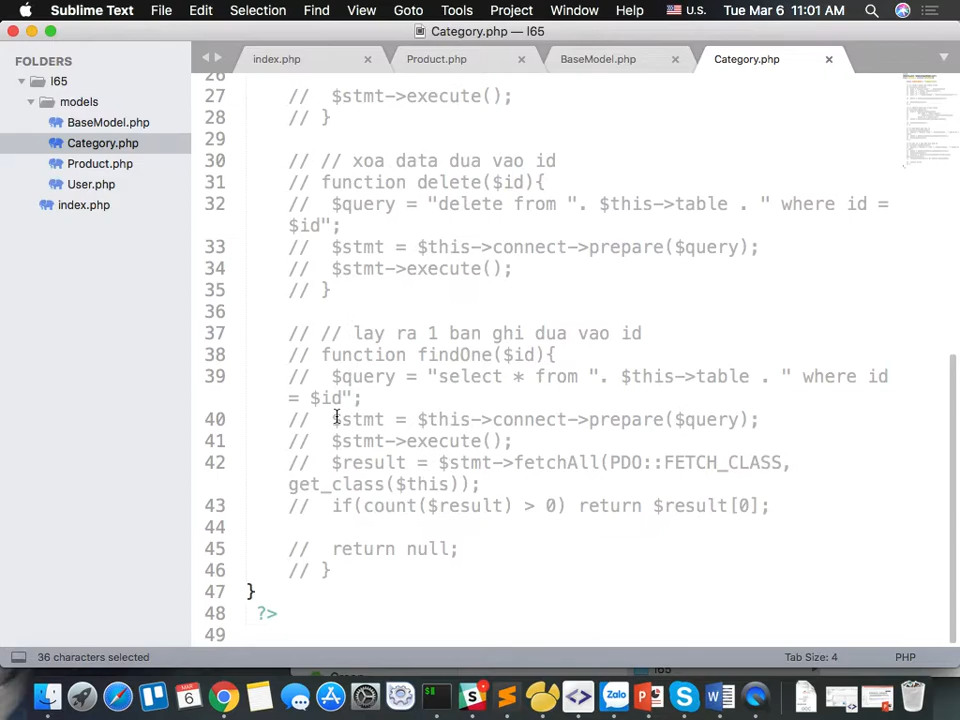 Sublime Text File Edit Selection Find View Goto Tools Project Window Help U.S. Tue Mar 6 11:01 AM
Category.php — l65
FOLDERS
l65
models
BaseModel.php
Category.php
Product.php
User.php
index.php
index.php Product.php BaseModel.php Category.php
26
27 //  $stmt->execute();
28 // }
29
30 // // xoa data dua vao id
31 // function delete($id){
32 //  $query = "delete from ". $this->table . " where id =
$id";
33 //  $stmt = $this->connect->prepare($query);
34 //  $stmt->execute();
35 // }
36
37 // // lay ra 1 ban ghi dua vao id
38 // function findOne($id){
39 //  $query = "select * from ". $this->table . " where id
= $id";
40 //  $stmt = $this->connect->prepare($query);
41 //  $stmt->execute();
42 //  $result = $stmt->fetchAll(PDO::FETCH_CLASS,
get_class($this));
43 //  if(count($result) > 0) return $result[0];
44
45 //  return null;
46 // }
47 }
48 ?>
49
36 characters selected Tab Size: 4 PHP
MAR
6
Zalo